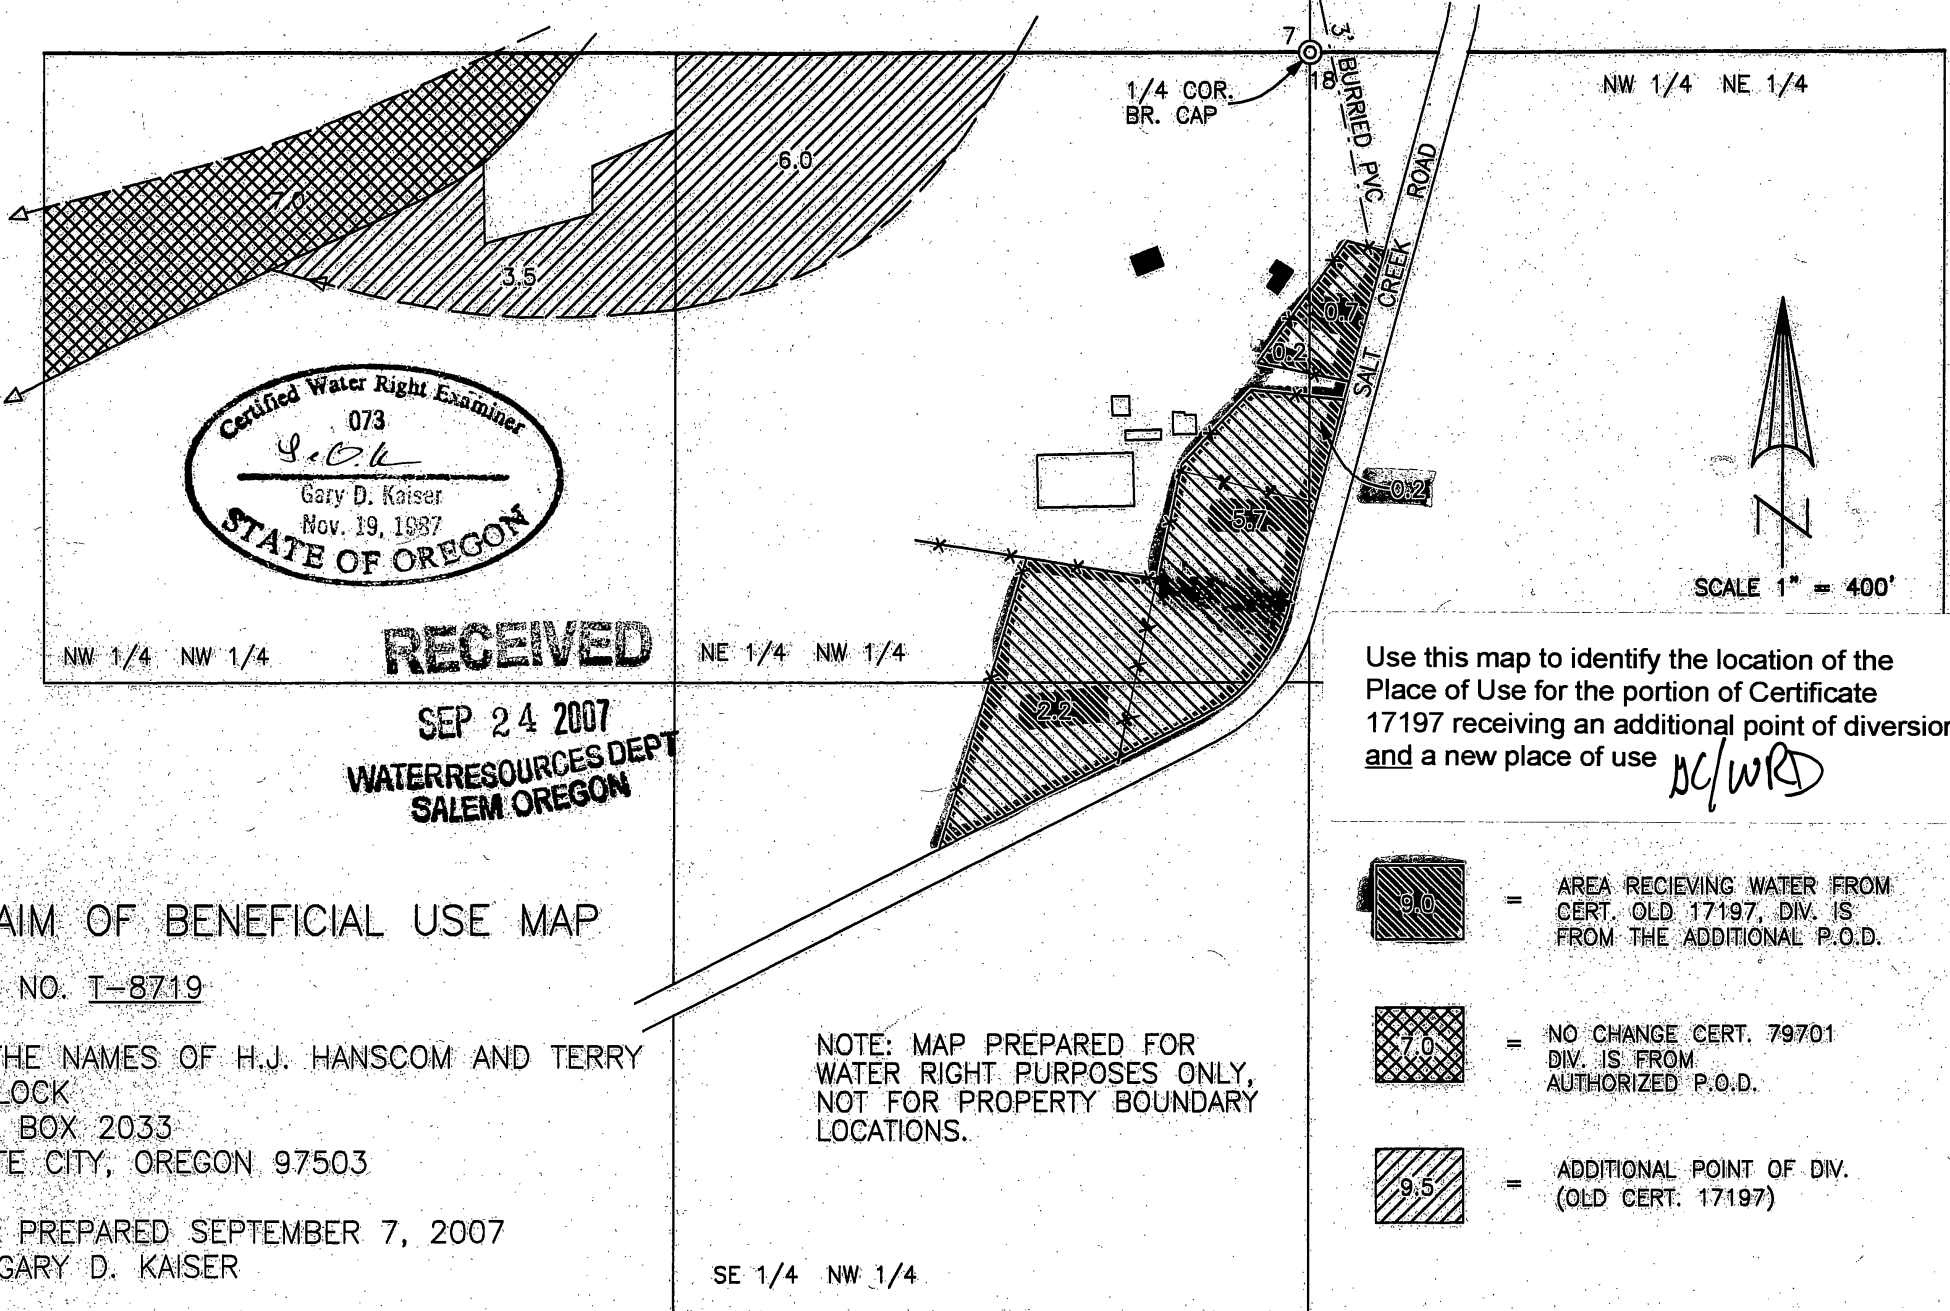 7
18
3' BURRIED PVC
1/4 COR.
BR. CAP
NW 1/4 NE 1/4
SALT CREEK ROAD
7.0
6.0
3.5
0.7
0.2
0.2
5.7
2.2
Certified Water Right Examiner
073
Gary D. Kaiser
Nov. 19, 1987
STATE OF OREGON
N
SCALE 1" = 400'
NW 1/4 NW 1/4
RECEIVED
NE 1/4 NW 1/4
SEP 24 2007
WATER RESOURCES DEPT
SALEM OREGON
Use this map to identify the location of the
Place of Use for the portion of Certificate
17197 receiving an additional point of diversion
and a new place of use
/WRD
9.0 = AREA RECIEVING WATER FROM
CERT. OLD 17197, DIV. IS
FROM THE ADDITIONAL P.O.D.
7.0 = NO CHANGE CERT. 79701
DIV. IS FROM
AUTHORIZED P.O.D.
9.5 = ADDITIONAL POINT OF DIV.
(OLD CERT. 17197)
AIM OF BENEFICIAL USE MAP
NO. T-8719
THE NAMES OF H.J. HANSCOM AND TERRY
LOCK
BOX 2033
TE CITY, OREGON 97503
PREPARED SEPTEMBER 7, 2007
GARY D. KAISER
NOTE: MAP PREPARED FOR
WATER RIGHT PURPOSES ONLY,
NOT FOR PROPERTY BOUNDARY
LOCATIONS.
SE 1/4 NW 1/4